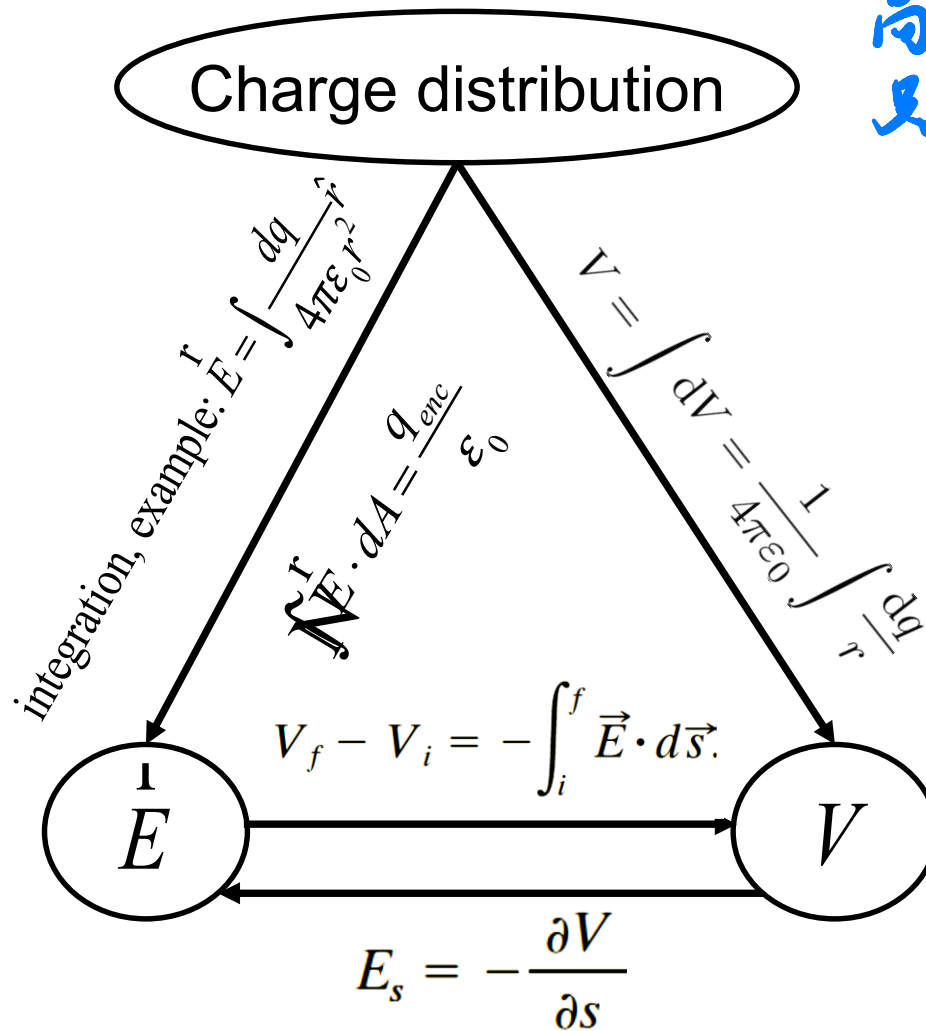 Charge distribution
integration, example: E = ∫ dq / 4πε₀r² r̂
E · dA = q_enc / ε₀
V = ∫ dV = 1 / 4πε₀ ∫ dq / r
V_f − V_i = −∫_i^f E⃗ · ds⃗.
E
V
E_s = − ∂V / ∂s